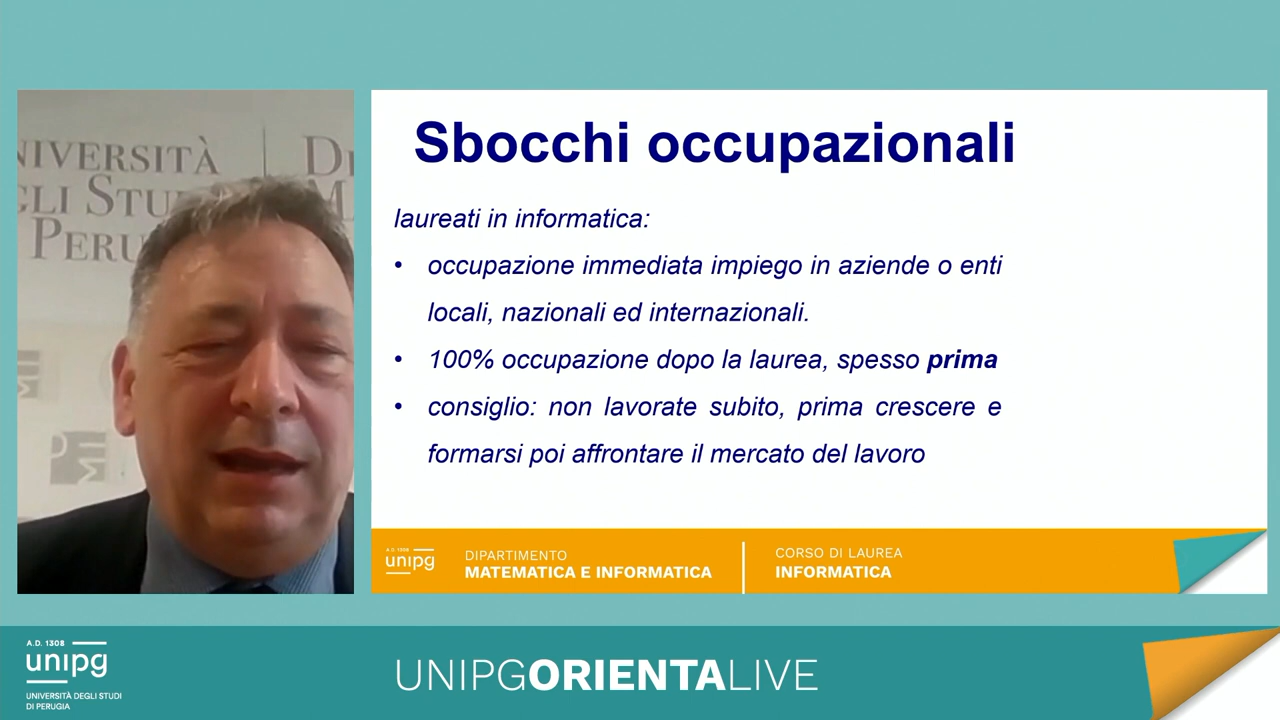 NIVERSITÀ
GLI STU
PERU
Sbocchi occupazionali
laureati in informatica:
• occupazione immediata impiego in aziende o enti
locali, nazionali ed internazionali.
• 100% occupazione dopo la laurea, spesso prima
• consiglio: non lavorate subito, prima crescere e
formarsi poi affrontare il mercato del lavoro
A.D. 1308
unipg
DIPARTIMENTO
MATEMATICA E INFORMATICA
CORSO DI LAUREA
INFORMATICA
A.D. 1308
unipg
UNIVERSITÀ DEGLI STUDI
DI PERUGIA
UNIPGORIENTALIVE